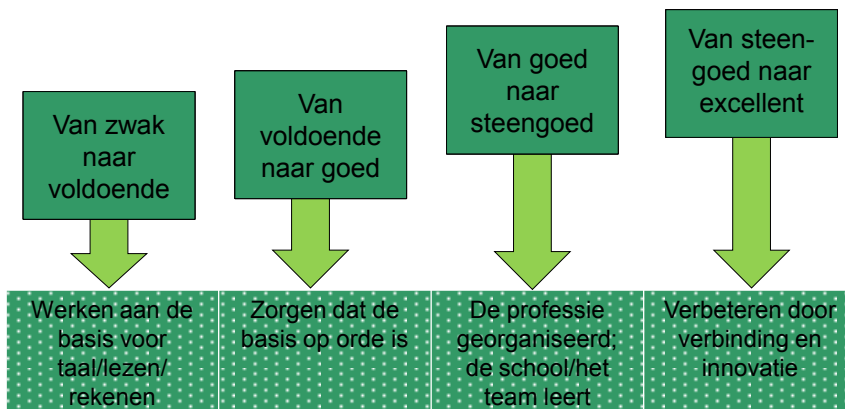 Van zwak
naar
voldoende
Van
voldoende
naar goed
Van goed
naar
steengoed
Van steen-
goed naar
excellent
Werken aan de
basis voor
taal/lezen/
rekenen
Zorgen dat de
basis op orde is
De professie
georganiseerd;
de school/het
team leert
Verbeteren door
verbinding en
innovatie